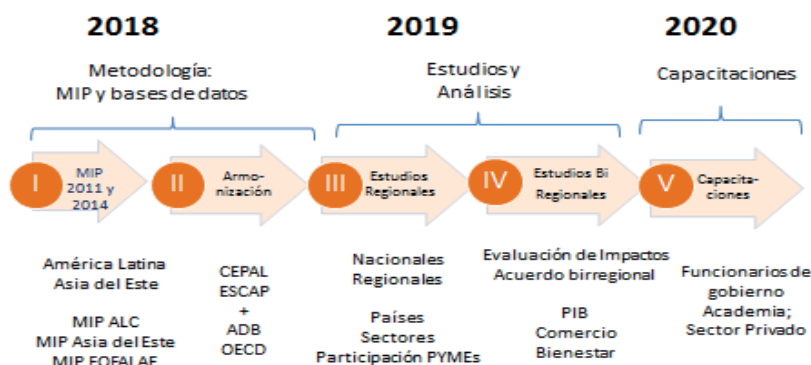 2018
2019
2020
Metodología:
MIP y bases de datos
Estudios y
Análisis
Capacitaciones
I
MIP
2011 y
2014
II
Armo-
nización
III
Estudios
Regionales
IV
Estudios Bi
Regionales
V
Capacita-
ciones
América Latina
Asia del Este
MIP ALC
MIP Asia del Este
MIP FOFALAE
CEPAL
ESCAP
+
ADB
OECD
Nacionales
Regionales
Países
Sectores
Participación PYMEs
Evaluación de Impactos
Acuerdo birregional
PIB
Comercio
Bienestar
Funcionarios de
gobierno
Academia;
Sector Privado